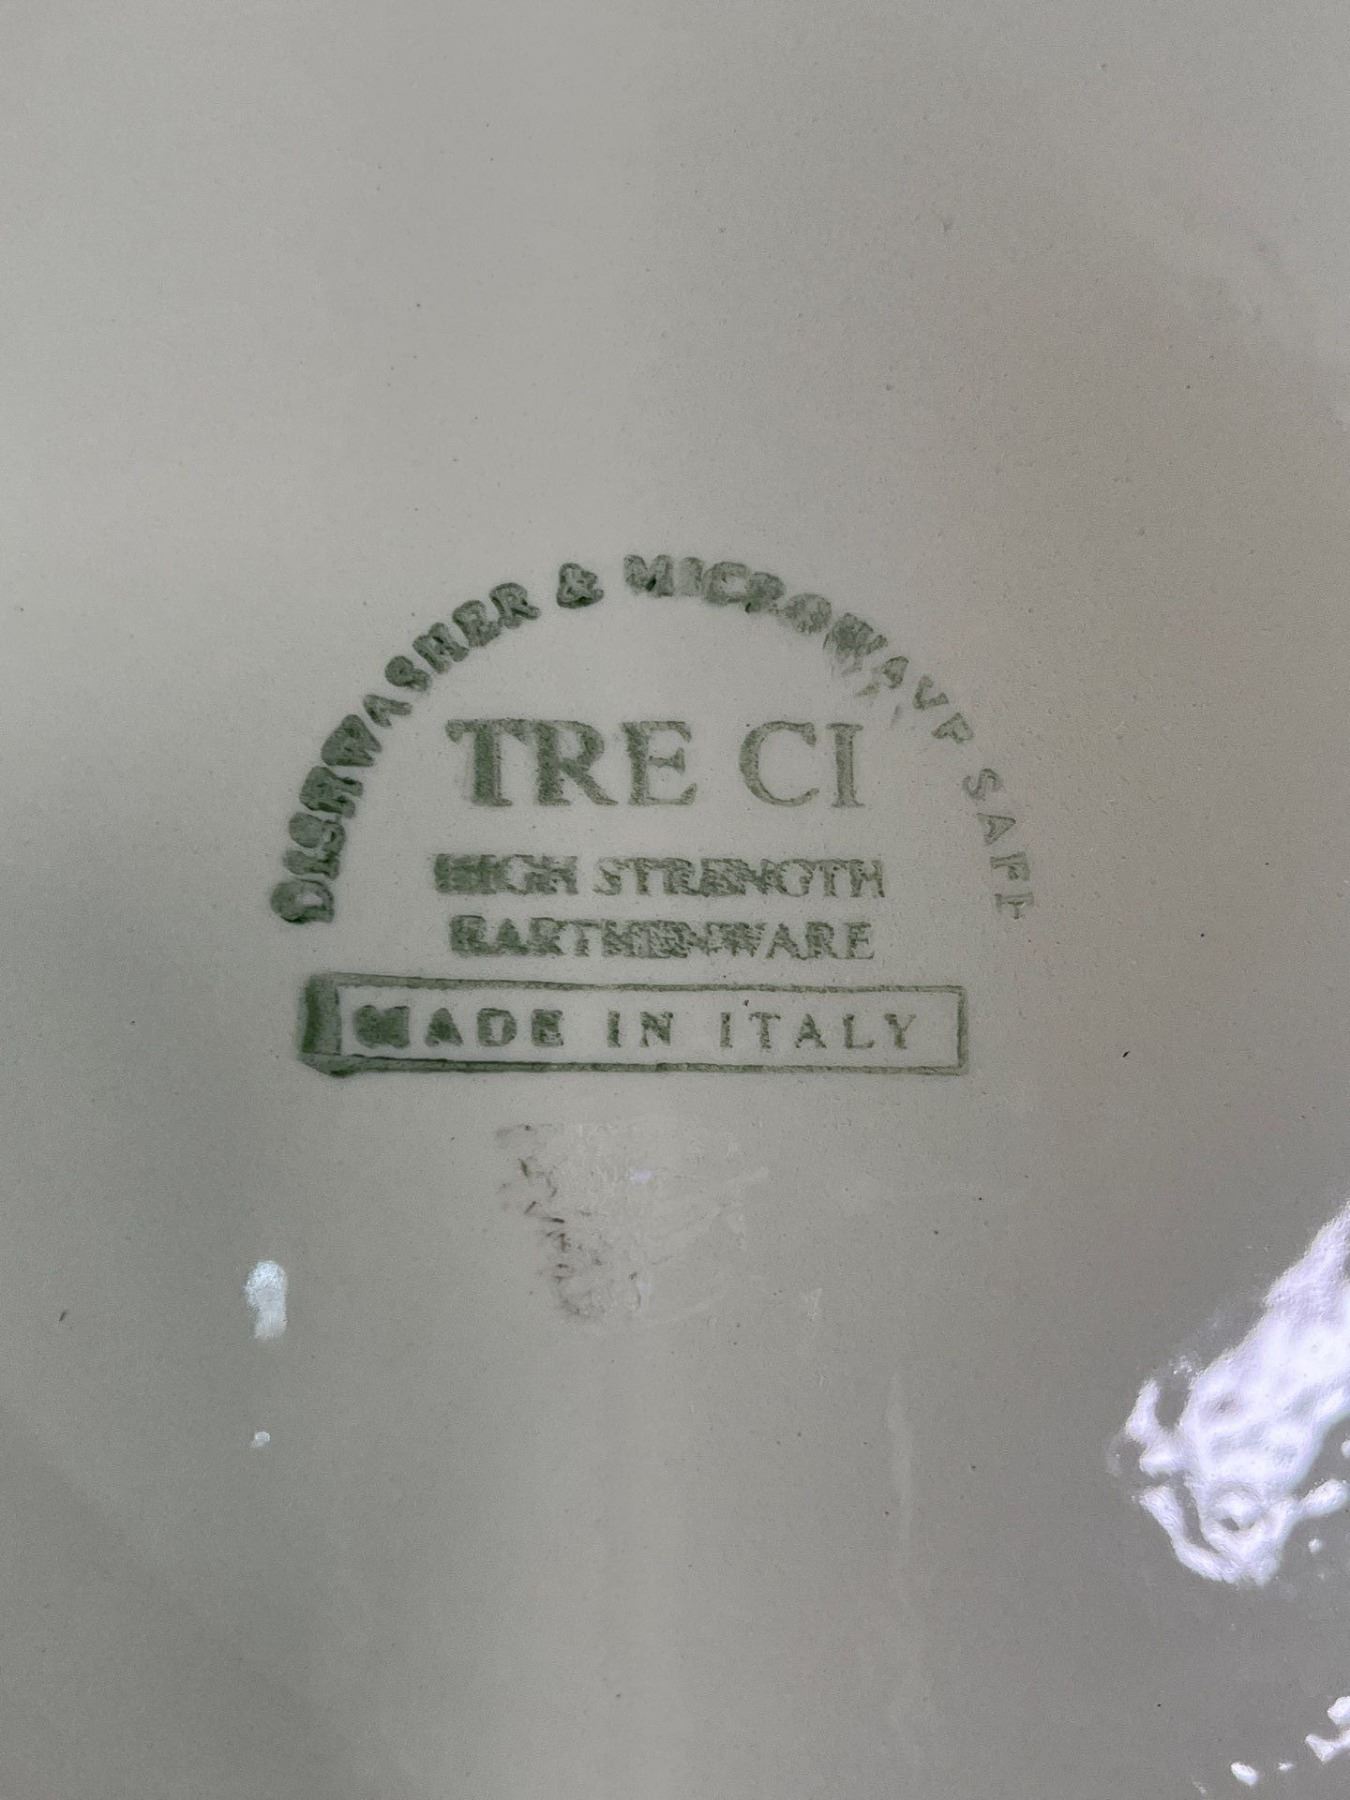 DISHWASHER & MICROWAVE SAFE
TRE CI
HIGH STRENGTH
EARTHENWARE
MADE IN ITALY